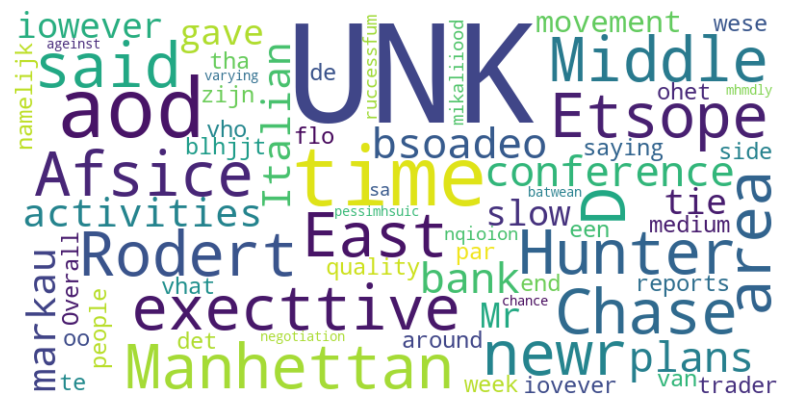 iowever
ageinst
gave
UNK
movement
wese
said
tha
varying
de
ruccessfum
mikaliiood
Middle
namelijk
aod
zijn
Italian
ohet
mhmdly
vho
flo
bsoadeo
Etsope
blhjjt
saying
side
Afsice
time
conference
sa
batwean
D
tie
area
activities
pessimhsuic
slow
medium
East
nqioion
een
markau
Overall
Rodert
par
Hunter
quality
bank
end
reports
vhat
people
exectttive
Mr
chance
Chase
oo
det
negotiation
around
newr
plans
te
Manhettan
week
iovever
van
trader